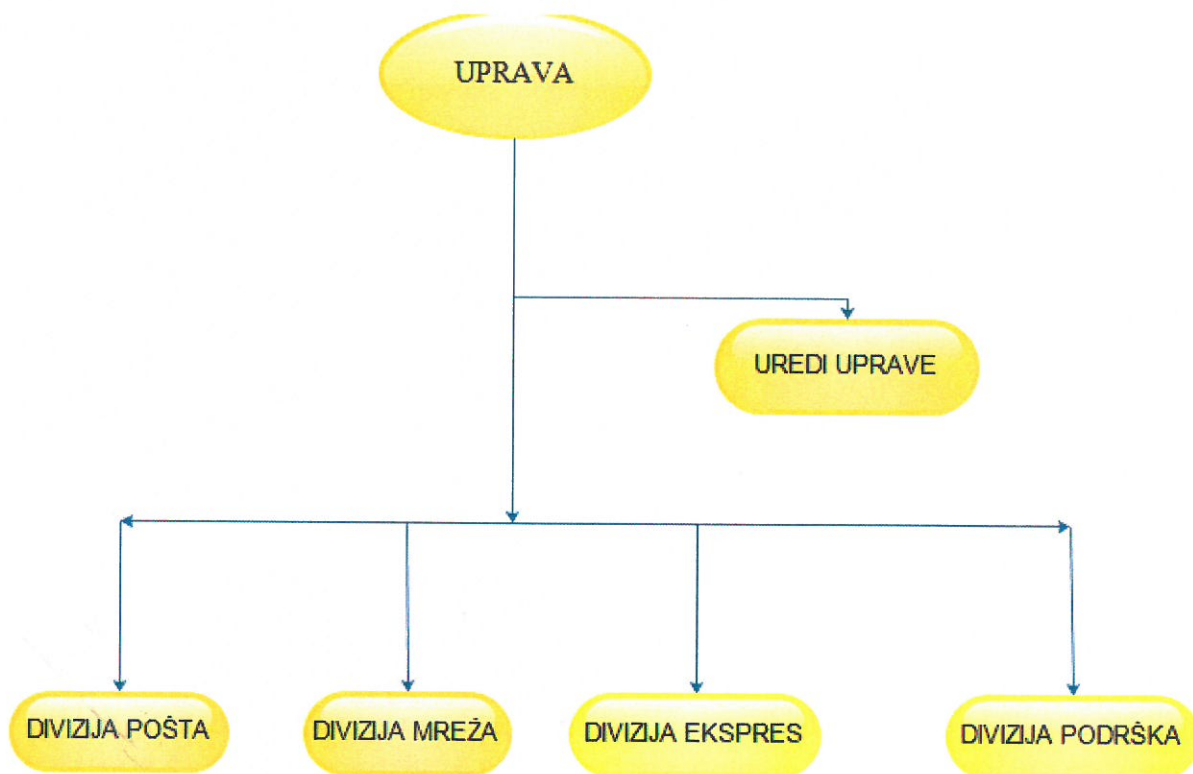 UPRAVA
UREDI UPRAVE
DIVIZIJA POŠTA
DIVIZIJA MREŽA
DIVIZIJA EKSPRES
DIVIZIJA PODRŠKA